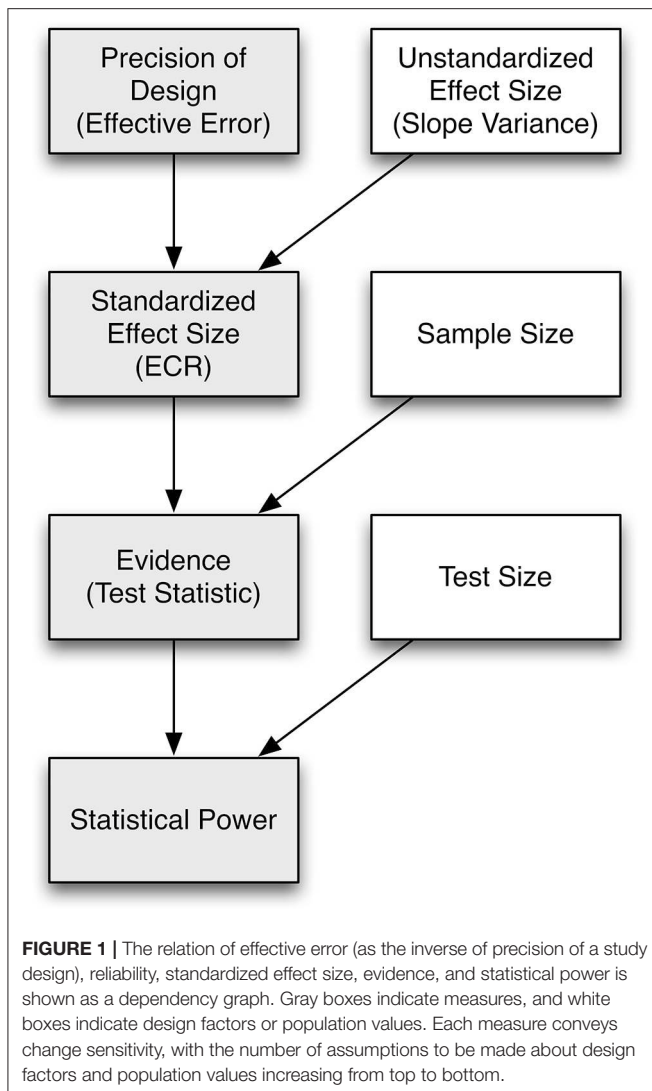 Precision of
Design
(Effective Error)
Unstandardized
Effect Size
(Slope Variance)
Standardized
Effect Size
(ECR)
Sample Size
Evidence
(Test Statistic)
Test Size
Statistical Power
FIGURE 1 | The relation of effective error (as the inverse of precision of a study
design), reliability, standardized effect size, evidence, and statistical power is
shown as a dependency graph. Gray boxes indicate measures, and white
boxes indicate design factors or population values. Each measure conveys
change sensitivity, with the number of assumptions to be made about design
factors and population values increasing from top to bottom.